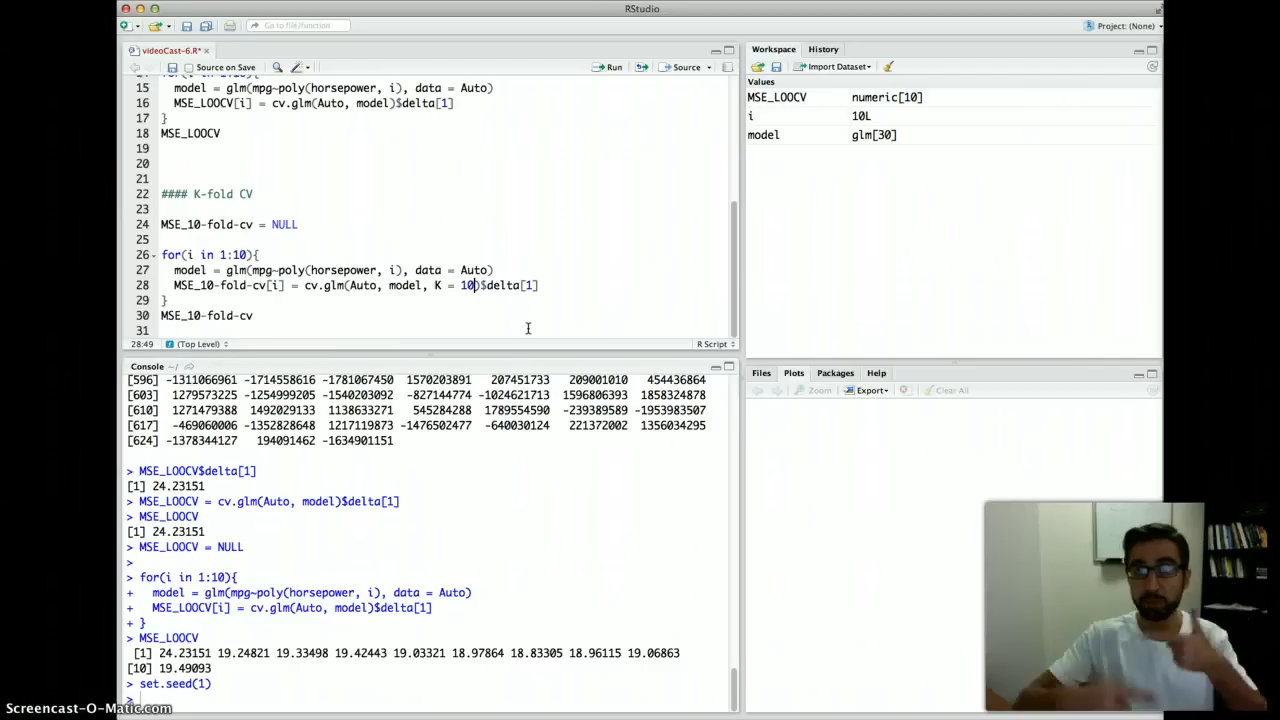 RStudio
Go to file/function
Project: (None)
videoCast-6.R*
Source on Save
Run
Source
14 for(i in 1:10){
15 model = glm(mpg~poly(horsepower, i), data = Auto)
16 MSE_LOOCV[i] = cv.glm(Auto, model)$delta[1]
17 }
18 MSE_LOOCV
19
20
21
22 #### K-fold CV
23
24 MSE_10-fold-cv = NULL
25
26 for(i in 1:10){
27 model = glm(mpg~poly(horsepower, i), data = Auto)
28 MSE_10-fold-cv[i] = cv.glm(Auto, model, K = 10)$delta[1]
29 }
30 MSE_10-fold-cv
31
28:49 (Top Level) R Script
Console ~/
[596] -1311066961 -1714558616 -1781067450 1570203891 207451733 209001010 454436864
[603] 1279573225 -1254999205 -1540203092 -827144774 -1024621713 1596806393 1858324878
[610] 1271479388 1492029133 1138633271 545284288 1789554590 -239389589 -1953983507
[617] -469060006 -1352828648 1217119873 -1476502477 -640030124 221372002 1356034295
[624] -1378344127 194091462 -1634901151
> MSE_LOOCV$delta[1]
[1] 24.23151
> MSE_LOOCV = cv.glm(Auto, model)$delta[1]
> MSE_LOOCV
[1] 24.23151
> MSE_LOOCV = NULL
>
> for(i in 1:10){
+ model = glm(mpg~poly(horsepower, i), data = Auto)
+ MSE_LOOCV[i] = cv.glm(Auto, model)$delta[1]
+ }
> MSE_LOOCV
[1] 24.23151 19.24821 19.33498 19.42443 19.03321 18.97864 18.83305 18.96115 19.06863
[10] 19.49093
> set.seed(1)
>
Workspace History
Import Dataset
Values
MSE_LOOCV numeric[10]
i 10L
model glm[30]
Files Plots Packages Help
Zoom Export Clear All
Screencast-O-Matic.com